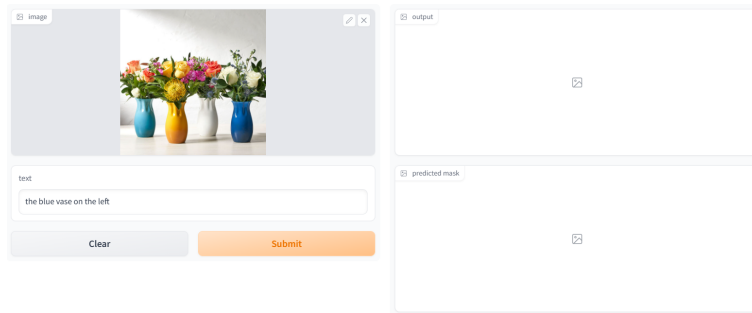 image
text
the blue vase on the left
Clear
Submit
output
predicted mask